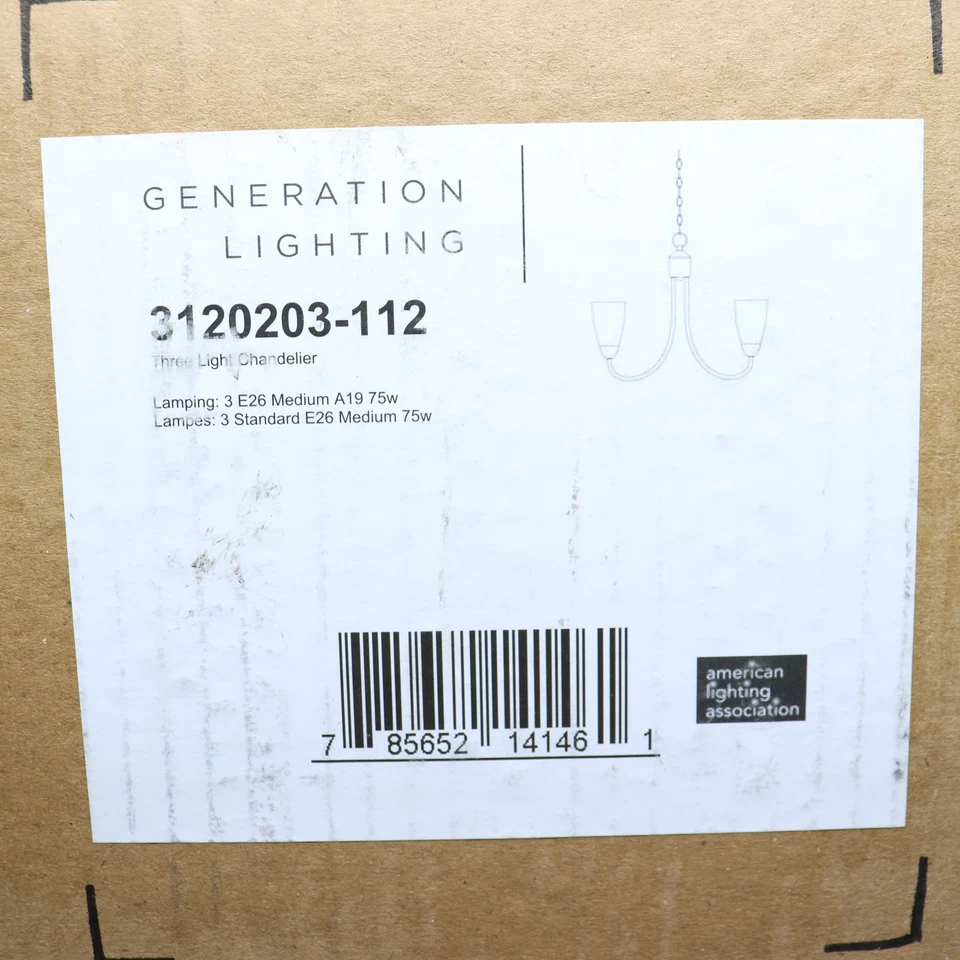 GENERATION
LIGHTING
3120203-112
Three Light Chandelier
Lamping: 3 E26 Medium A19 75w
Lampes: 3 Standard E26 Medium 75w
7 85652 14146 1
american
lighting
association